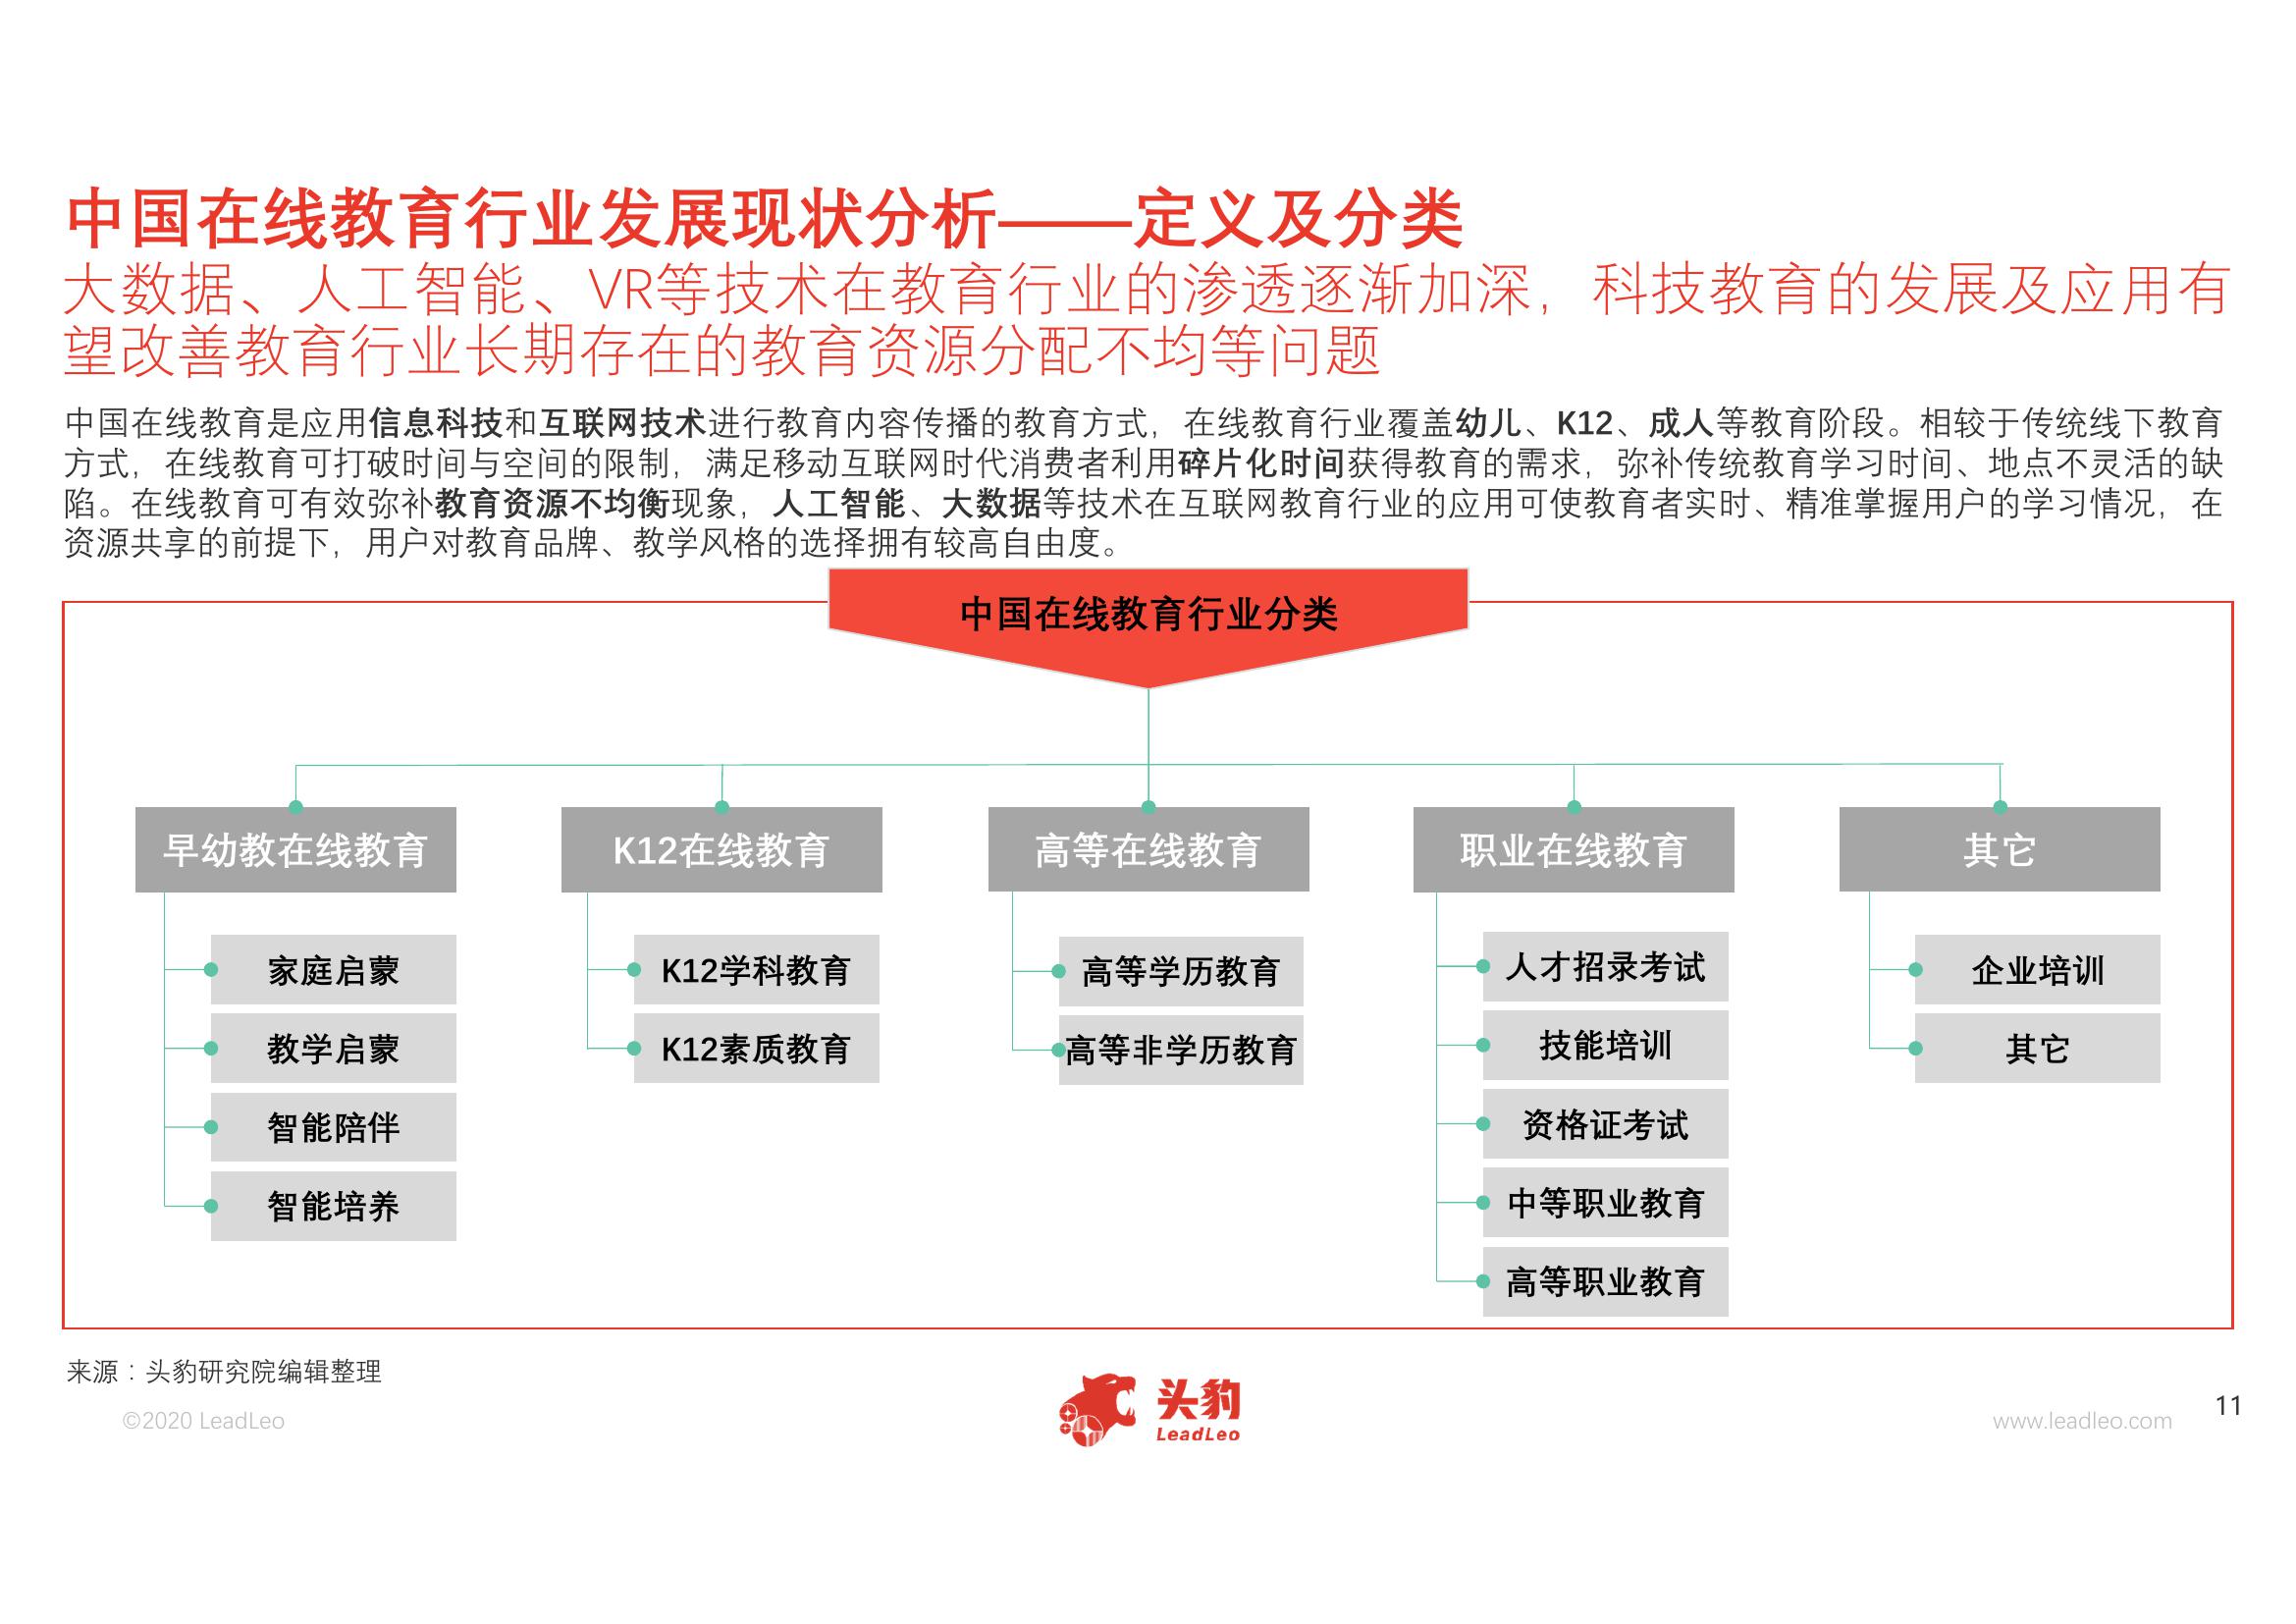 中国在线教育行业发展现状分析——定义及分类
大数据、人工智能、VR等技术在教育行业的渗透逐渐加深，科技教育的发展及应用有
望改善教育行业长期存在的教育资源分配不均等问题
中国在线教育是应用信息科技和互联网技术进行教育内容传播的教育方式，在线教育行业覆盖幼儿、K12、成人等教育阶段。相较于传统线下教育
方式，在线教育可打破时间与空间的限制，满足移动互联网时代消费者利用碎片化时间获得教育的需求，弥补传统教育学习时间、地点不灵活的缺
陷。在线教育可有效弥补教育资源不均衡现象，人工智能、大数据等技术在互联网教育行业的应用可使教育者实时、精准掌握用户的学习情况，在
资源共享的前提下，用户对教育品牌、教学风格的选择拥有较高自由度。
中国在线教育行业分类
早幼教在线教育
家庭启蒙
教学启蒙
智能陪伴
智能培养
K12在线教育
K12学科教育
K12素质教育
高等在线教育
高等学历教育
高等非学历教育
职业在线教育
人才招录考试
技能培训
资格证考试
中等职业教育
高等职业教育
其它
企业培训
其它
来源：头豹研究院编辑整理
©2020 LeadLeo
头豹
LeadLeo
www.leadleo.com
11